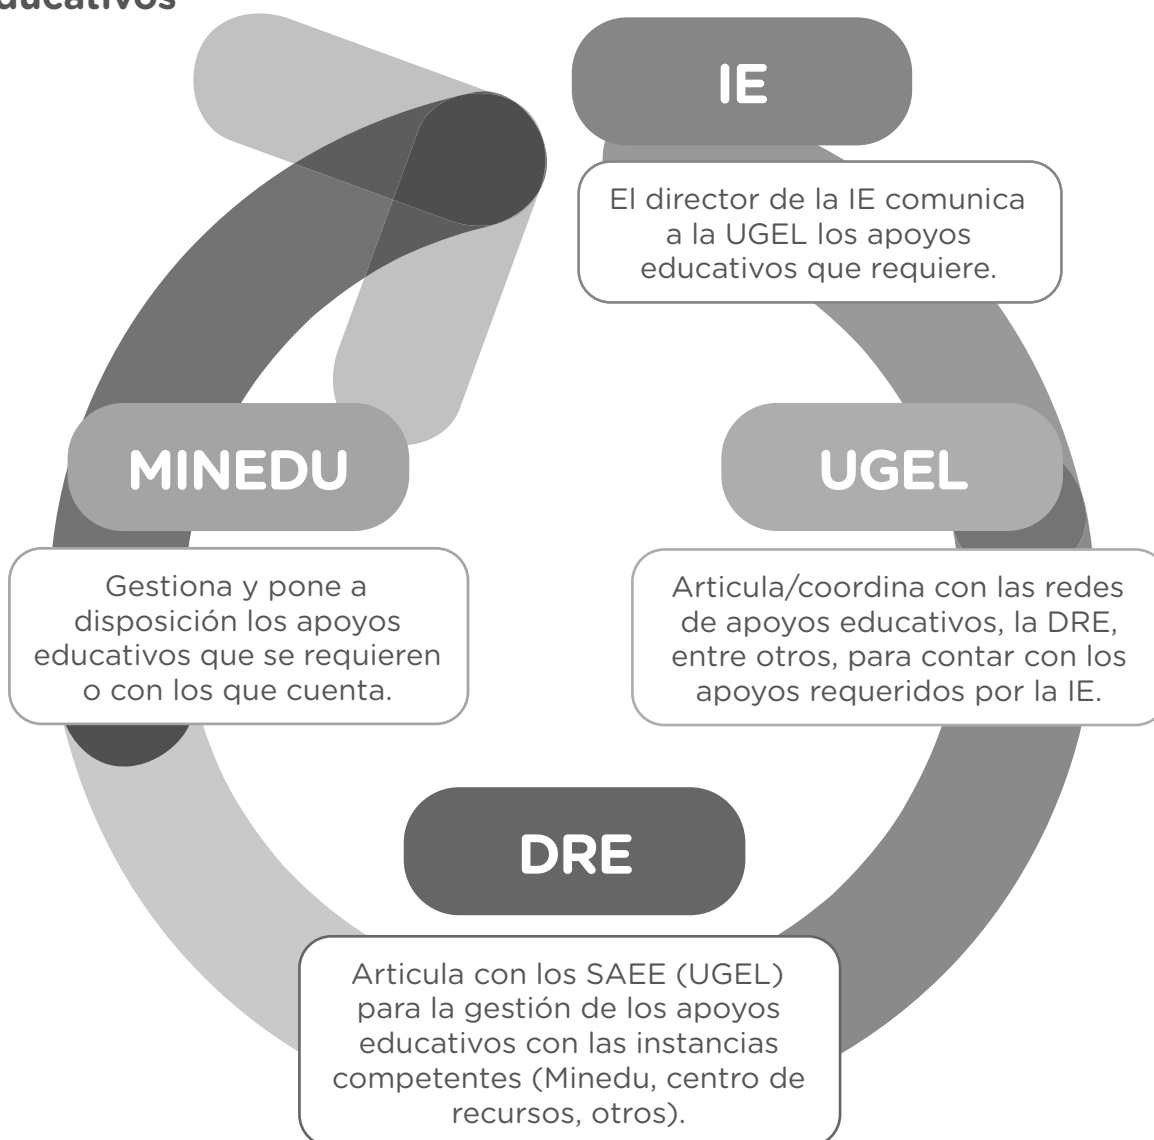 IE
El director de la IE comunica
a la UGEL los apoyos
educativos que requiere.
UGEL
Articula/coordina con las redes
de apoyos educativos, la DRE,
entre otros, para contar con los
apoyos requeridos por la IE.
DRE
Articula con los SAEE (UGEL)
para la gestión de los apoyos
educativos con las instancias
competentes (Minedu, centro de
recursos, otros).
MINEDU
Gestiona y pone a
disposición los apoyos
educativos que se requieren
o con los que cuenta.